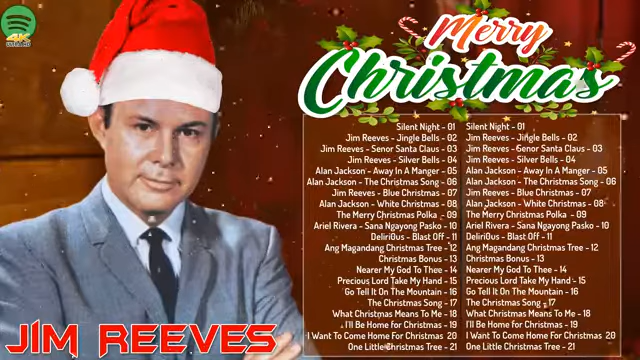 4K
ULTRA HD
Merry
Christmas
Silent Night - 01
Jim Reeves - Jingle Bells - 02
Jim Reeves - Senor Santa Claus - 03
Jim Reeves - Silver Bells - 04
Alan Jackson - Away In A Manger - 05
Alan Jackson - The Christmas Song - 06
Jim Reeves - Blue Christmas - 07
Alan Jackson - White Christmas - 08
The Merry Christmas Polka - 09
Ariel Rivera - Sana Ngayong Pasko - 10
Deliri0us - Blast Off - 11
Ang Magandang Christmas Tree - 12
Christmas Bonus - 13
Nearer My God To Thee - 14
Precious Lord Take My Hand - 15
Go Tell It On The Mountain - 16
The Christmas Song - 17
What Christmas Means To Me - 18
I'll Be Home for Christmas - 19
I Want To Come Home For Christmas 20
One Little Christmas Tree - 21
Silent Night - 01
Jim Reeves - Jingle Bells - 02
Jim Reeves - Senor Santa Claus - 03
Jim Reeves - Silver Bells - 04
Alan Jackson - Away In A Manger - 05
Alan Jackson - The Christmas Song - 06
Jim Reeves - Blue Christmas - 07
Alan Jackson - White Christmas - 08
The Merry Christmas Polka - 09
Ariel Rivera - Sana Ngayong Pasko - 10
Deliri0us - Blast Off - 11
Ang Magandang Christmas Tree - 12
Christmas Bonus - 13
Nearer My God To Thee - 14
Precious Lord Take My Hand - 15
Go Tell It On The Mountain - 16
The Christmas Song - 17
What Christmas Means To Me - 18
I'll Be Home for Christmas - 19
I Want To Come Home For Christmas 20
One Little Christmas Tree - 21
JIM REEVES